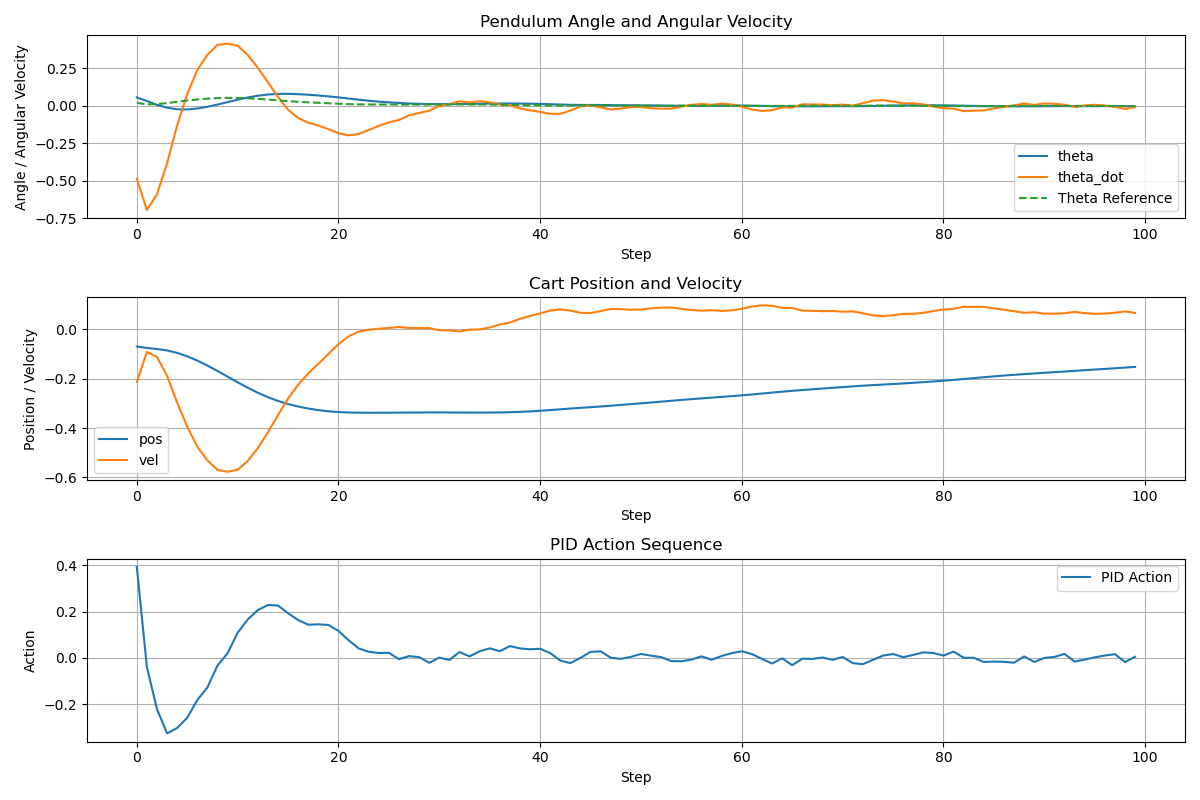 Pendulum Angle and Angular Velocity
Angle / Angular Velocity
0.25
0.00
−0.25
−0.50
−0.75
theta
theta_dot
Theta Reference
0 20 40 60 80 100
Step
Cart Position and Velocity
Position / Velocity
0.0
−0.2
−0.4
−0.6
pos
vel
0 20 40 60 80 100
Step
PID Action Sequence
Action
0.4
0.2
0.0
−0.2
PID Action
0 20 40 60 80 100
Step